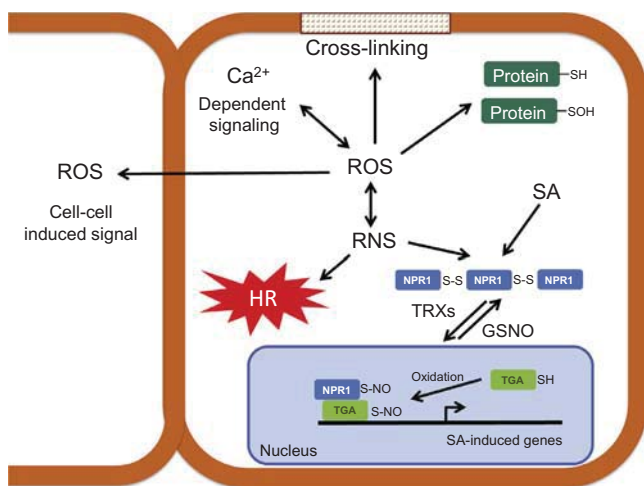 Cross-linking
Ca²⁺
Dependent
signaling
Protein -SH
Protein -SOH
ROS
ROS
Cell-cell
induced signal
SA
RNS
HR
NPR1 S-S NPR1 S-S NPR1
TRXs
GSNO
NPR1 S-NO
TGA S-NO
Oxidation
TGA SH
SA-induced genes
Nucleus